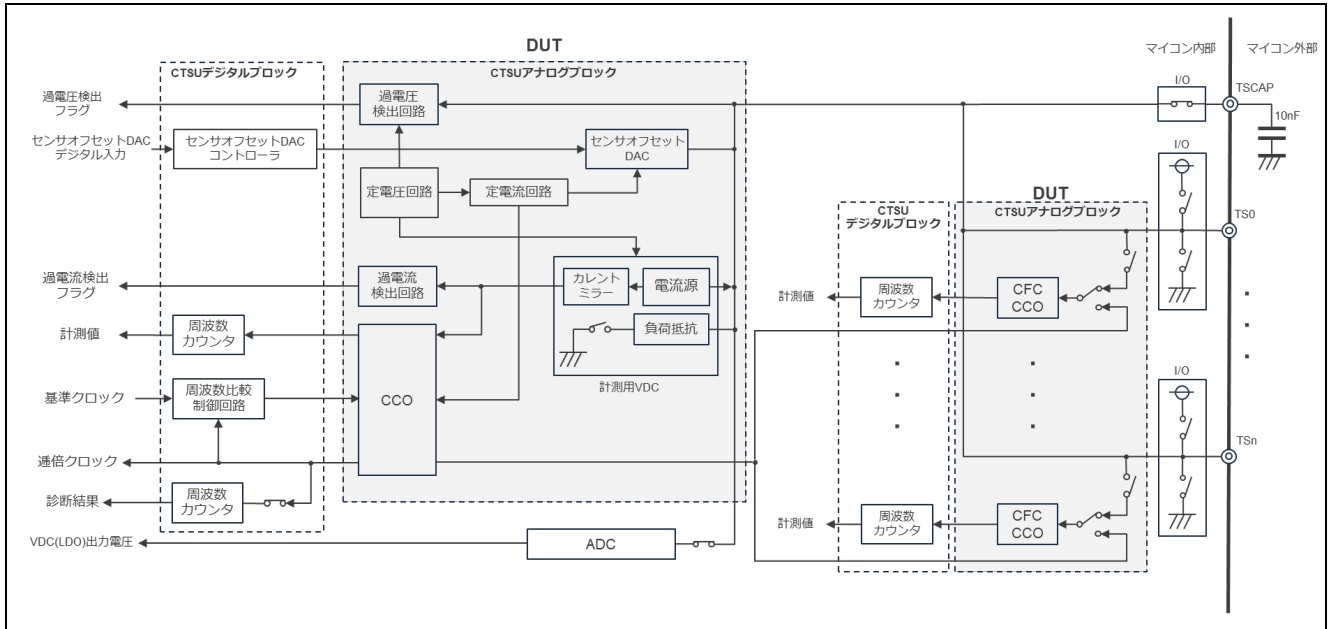 DUT
マイコン内部
マイコン外部
CTSUデジタルブロック
CTSUアナログブロック
過電圧検出
フラグ
過電圧
検出回路
I/O
TSCAP
10nF
センサオフセットDAC
デジタル入力
センサオフセットDAC
コントローラ
センサオフセット
DAC
I/O
定電圧回路
定電流回路
DUT
CTSU
デジタルブロック
CTSUアナログブロック
TS0
過電流検出
フラグ
過電流
検出回路
カレント
ミラー
電流源
計測値
周波数
カウンタ
CFC
CCO
計測値
周波数
カウンタ
負荷抵抗
計測用VDC
I/O
基準クロック
周波数比較
制御回路
CCO
逓倍クロック
TSn
診断結果
周波数
カウンタ
計測値
周波数
カウンタ
CFC
CCO
VDC(LDO)出力電圧
ADC